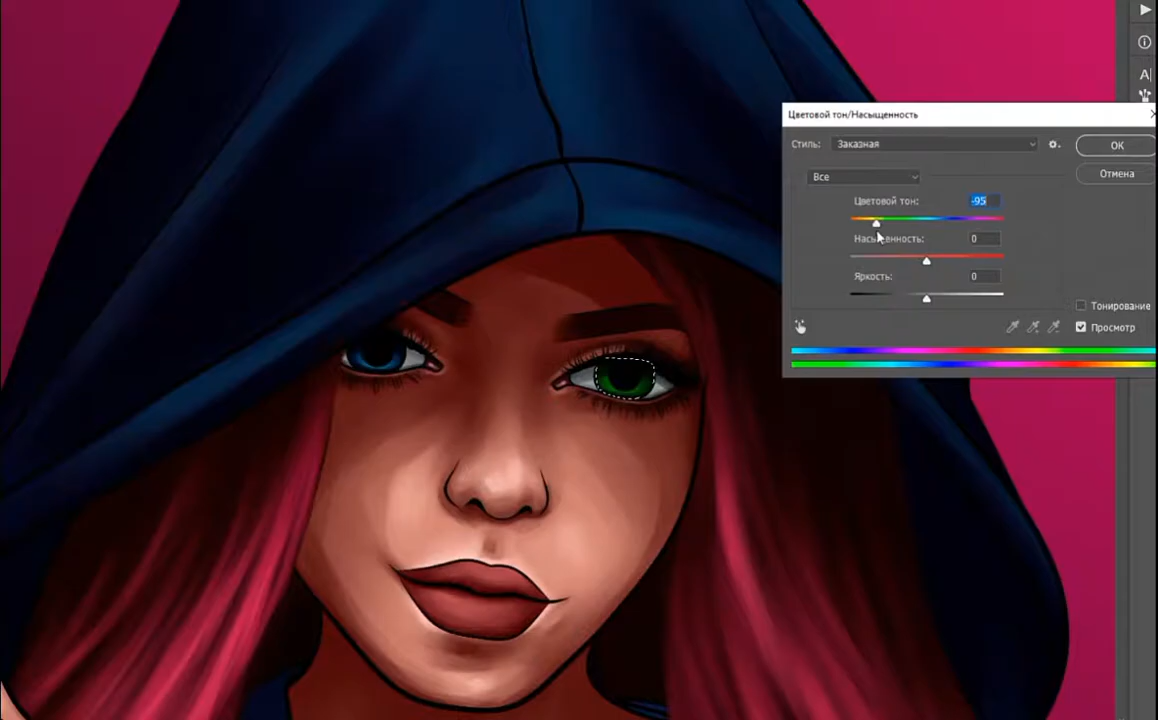 Цветовой тон/Насыщенность
Стиль: Заказная
OK
Все
Отмена
Цветовой тон: -95
Насыщенность: 0
Яркость: 0
Тонирование
Просмотр
A|